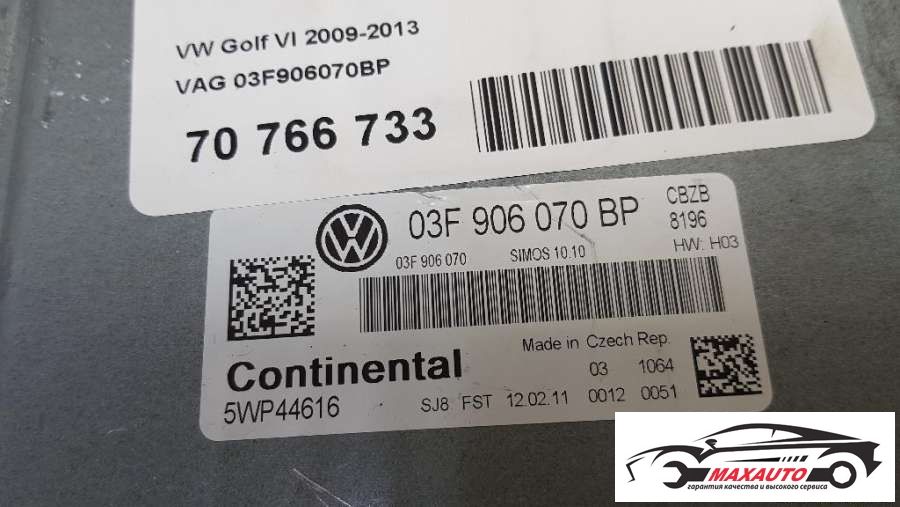 VW Golf VI 2009-2013
VAG 03F906070BP
70 766 733
03F 906 070 BP
CBZB
8196
03F 906 070
SIMOS 10.10
HW: H03
Made in Czech Rep.
03 1064
Continental
5WP44616
SJ8 FST 12.02.11 0012 0051
MAXAUTO
гарантия качества и высокого сервиса